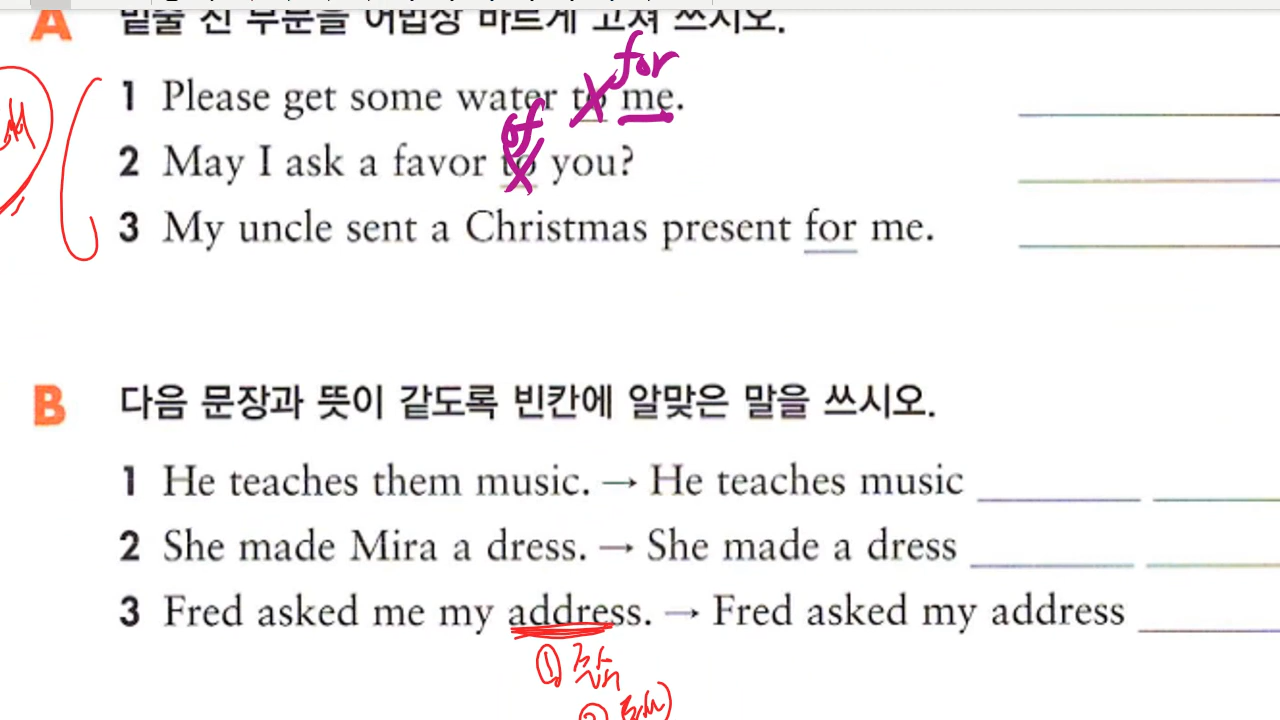 A 밑줄 친 부분을 어법상 바르게 고쳐 쓰시오.
for
1 Please get some water to me.
of
2 May I ask a favor to you?
3 My uncle sent a Christmas present for me.
B 다음 문장과 뜻이 같도록 빈칸에 알맞은 말을 쓰시오.
1 He teaches them music. → He teaches music
2 She made Mira a dress. → She made a dress
3 Fred asked me my address. → Fred asked my address
①
②